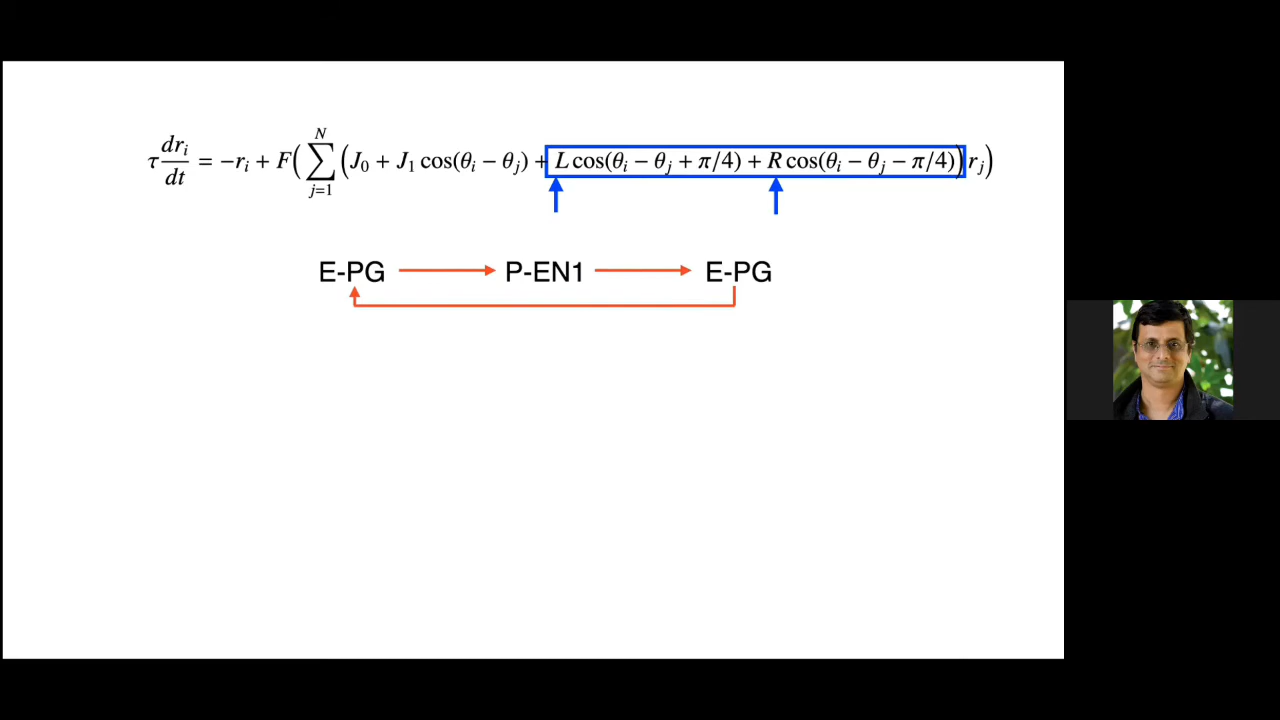 τ dr_i/dt = −r_i + F( ∑_{j=1}^{N} (J_0 + J_1 cos(θ_i − θ_j) + L cos(θ_i − θ_j + π/4) + R cos(θ_i − θ_j − π/4)) r_j )
E-PG P-EN1 E-PG